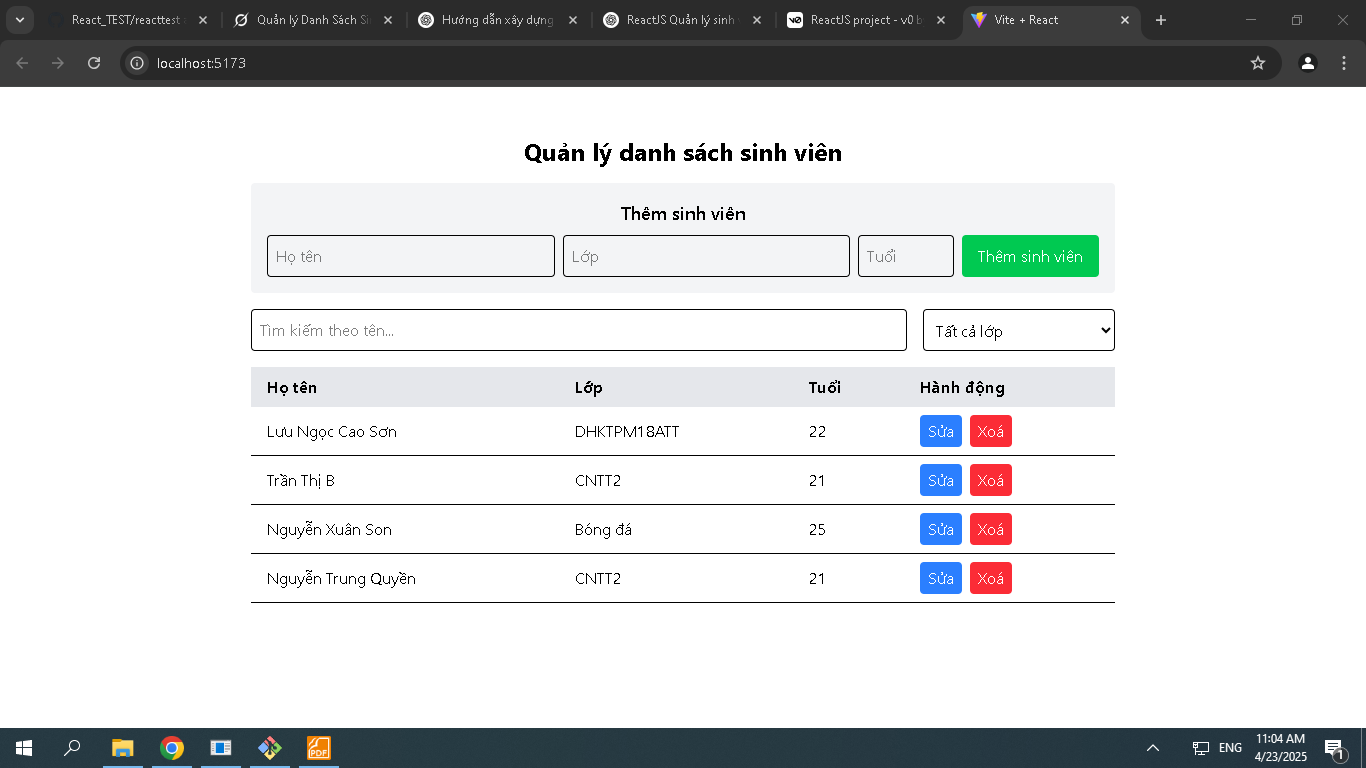 React_TEST/reacttest
Quản lý Danh Sách Si
Hướng dẫn xây dựng
ReactJS Quản lý sinh
ReactJS project - v0 b
Vite + React
localhost:5173
Quản lý danh sách sinh viên
Thêm sinh viên
Họ tên Lớp Tuổi Thêm sinh viên
Tìm kiếm theo tên... Tất cả lớp
Họ tên Lớp Tuổi Hành động
Lưu Ngọc Cao Sơn DHKTPM18ATT 22 Sửa Xoá
Trần Thị B CNTT2 21 Sửa Xoá
Nguyễn Xuân Son Bóng đá 25 Sửa Xoá
Nguyễn Trung Quyền CNTT2 21 Sửa Xoá
PDF
ENG
11:04 AM
4/23/2025
1